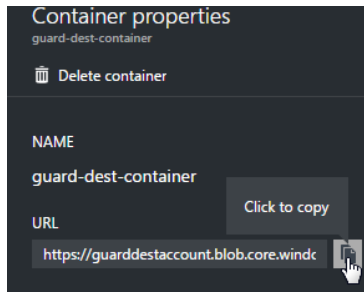 Container properties
guard-dest-container
Delete container
NAME
guard-dest-container
Click to copy
URL
https://guarddestaccount.blob.core.windc